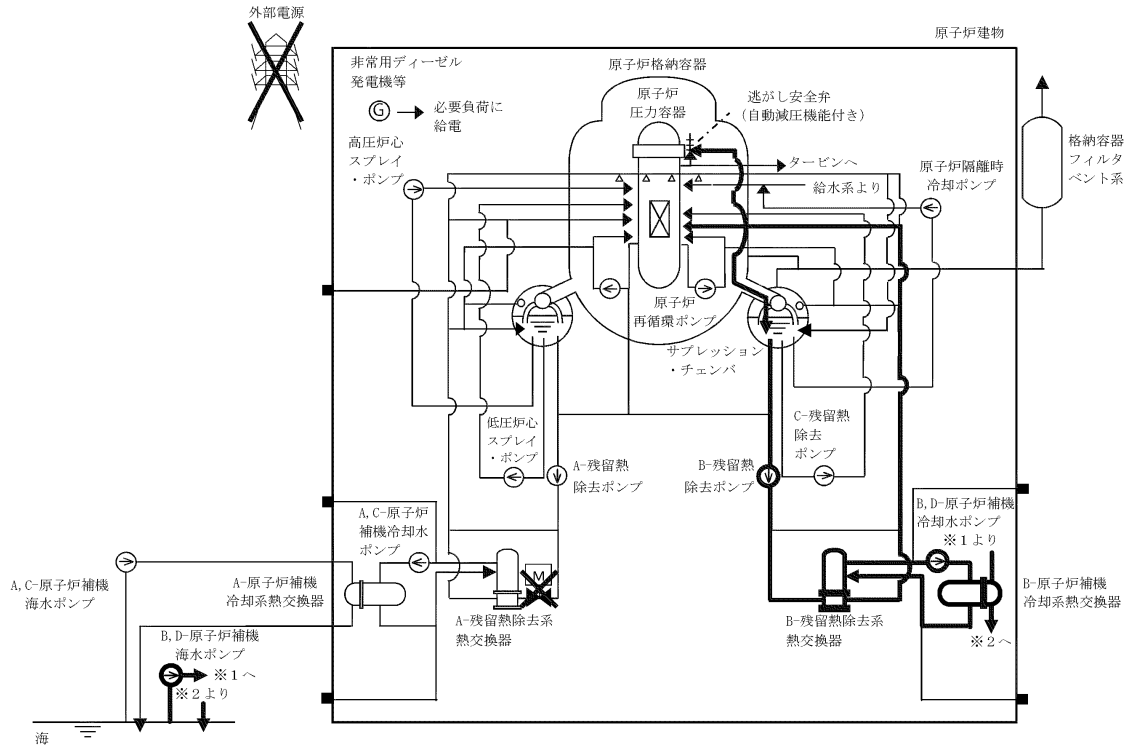 外部電源
原子炉建物
非常用ディーゼル
発電機等
G
必要負荷に
給電
原子炉格納容器
原子炉
圧力容器
逃がし安全弁
(自動減圧機能付き)
高圧炉心
スプレイ
・ポンプ
タービンへ
給水系より
原子炉隔離時
冷却ポンプ
格納容器
フィルタ
ベント系
原子炉
再循環ポンプ
サプレッション
・チェンバ
低圧炉心
スプレイ
・ポンプ
A-残留熱
除去ポンプ
B-残留熱
除去ポンプ
C-残留熱
除去
ポンプ
A,C-原子炉
補機冷却水
ポンプ
B,D-原子炉補機
冷却水ポンプ
※1より
A,C-原子炉補機
海水ポンプ
A-原子炉補機
冷却系熱交換器
M
A-残留熱除去系
熱交換器
B-残留熱除去系
熱交換器
B-原子炉補機
冷却系熱交換器
※2へ
B,D-原子炉補機
海水ポンプ
※1へ
※2より
海